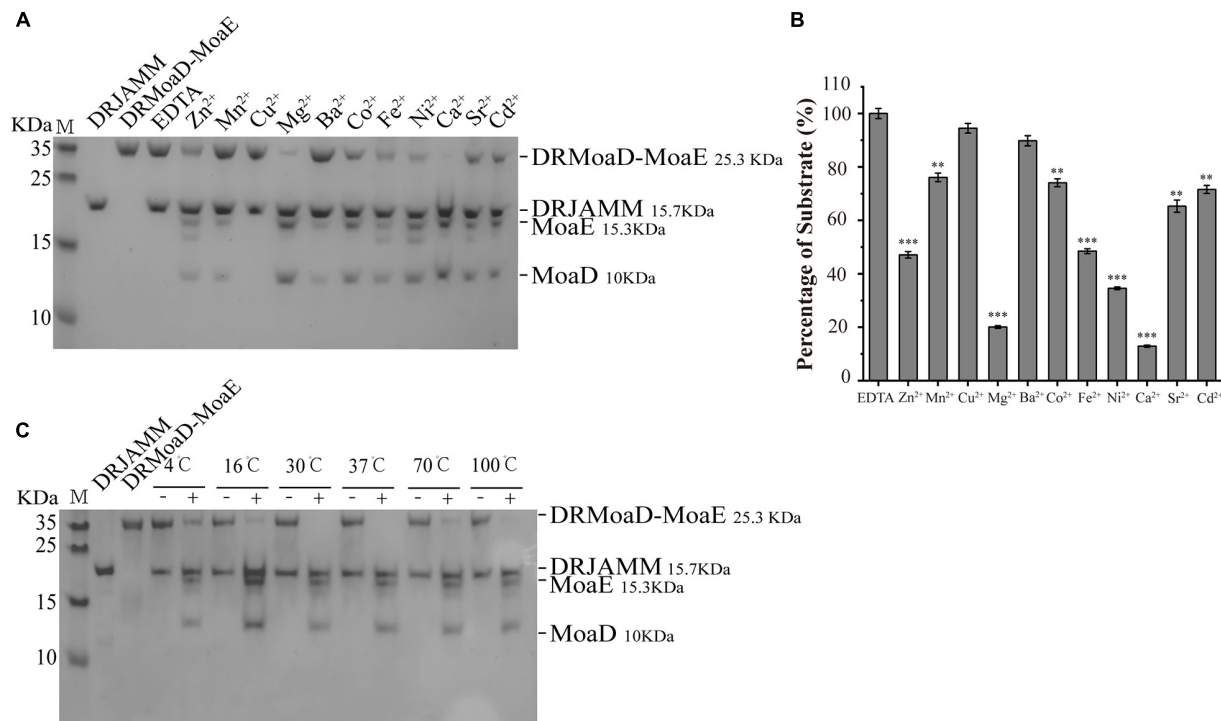 A
DRJAMM
DRMoaD-MoaE
EDTA
Zn²⁺
Mn²⁺
Cu²⁺
Mg²⁺
Ba²⁺
Co²⁺
Fe²⁺
Ni²⁺
Ca²⁺
Sr²⁺
Cd²⁺
KDa M
35
25
15
10
DRMoaD-MoaE 25.3 KDa
DRJAMM 15.7KDa
MoaE 15.3KDa
MoaD 10KDa
B
Percentage of Substrate (%)
110
100
80
60
40
20
0
***
**
***
**
***
***
***
**
**
EDTA Zn²⁺ Mn²⁺ Cu²⁺ Mg²⁺ Ba²⁺ Co²⁺ Fe²⁺ Ni²⁺ Ca²⁺ Sr²⁺ Cd²⁺
C
DRJAMM
DRMoaD-MoaE
4℃ 16℃ 30℃ 37℃ 70℃ 100℃
KDa M - + - + - + - + - + - +
35
25
15
10
DRMoaD-MoaE 25.3 KDa
DRJAMM 15.7KDa
MoaE 15.3KDa
MoaD 10KDa